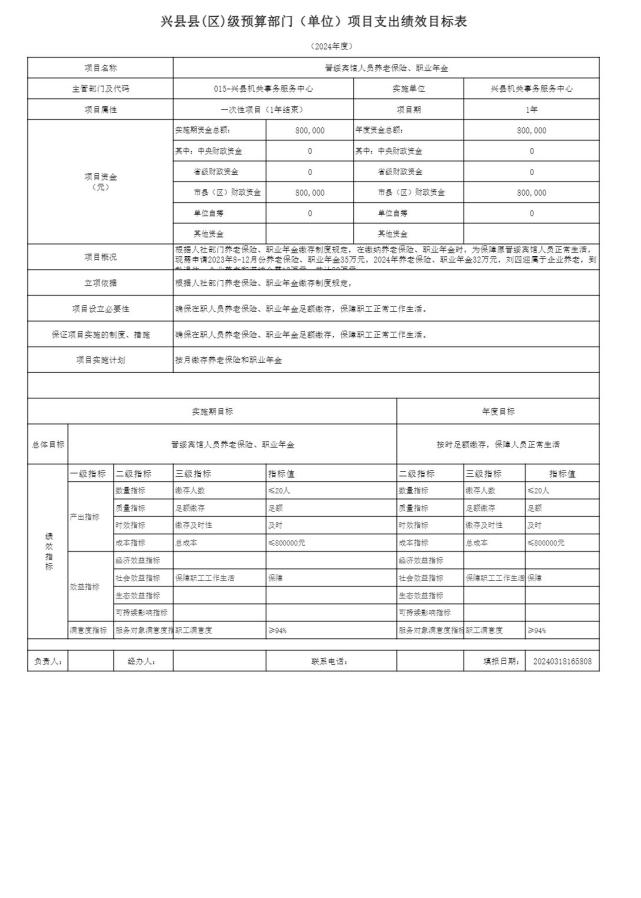 兴县县(区)级预算部门（单位）项目支出绩效目标表
（2024年度）
项目名称 晋绥宾馆人员养老保险、职业年金
主管部门及代码 015-兴县机关事务服务中心 实施单位 兴县机关事务服务中心
项目属性 一次性项目（1年结束） 项目期 1年
项目资金（元）
实施期资金总额： 800,000 年度资金总额： 800,000
其中：中央财政资金 0 其中：中央财政资金 0
省级财政资金 0 省级财政资金 0
市县（区）财政资金 800,000 市县（区）财政资金 800,000
单位自筹 0 单位自筹 0
其他资金 其他资金
项目概况 根据人社部门养老保险、职业年金缴存制度规定，在缴纳养老保险、职业年金时，为保障原晋绥宾馆人员正常生活，
现需申请2023年8-12月份养老保险、职业年金35万元，2024年养老保险、职业年金32万元，刘四迎属于企业养老，到
立项依据 根据人社部门养老保险、职业年金缴存制度规定，
项目设立必要性 确保在职人员养老保险、职业年金足额缴存，保障职工正常工作生活。
保证项目实施的制度、措施 确保在职人员养老保险、职业年金足额缴存，保障职工正常工作生活。
项目实施计划 按月缴存养老保险和职业年金
实施期目标 年度目标
总体目标 晋绥宾馆人员养老保险、职业年金 按时足额缴存，保障人员正常生活
绩效指标
一级指标 二级指标 三级指标 指标值 二级指标 三级指标 指标值
产出指标
数量指标 缴存人数 ≤20人 数量指标 缴存人数 ≤20人
质量指标 足额缴存 足额 质量指标 足额缴存 足额
时效指标 缴存及时性 及时 时效指标 缴存及时性 及时
成本指标 总成本 ≤800000元 成本指标 总成本 ≤800000元
效益指标
经济效益指标 经济效益指标
社会效益指标 保障职工工作生活 保障 社会效益指标 保障职工工作生活 保障
生态效益指标 生态效益指标
可持续影响指标 可持续影响指标
满意度指标 服务对象满意度指标 职工满意度 ≥94% 服务对象满意度指标 职工满意度 ≥94%
负责人： 经办人： 联系电话： 填报日期： 20240318165808